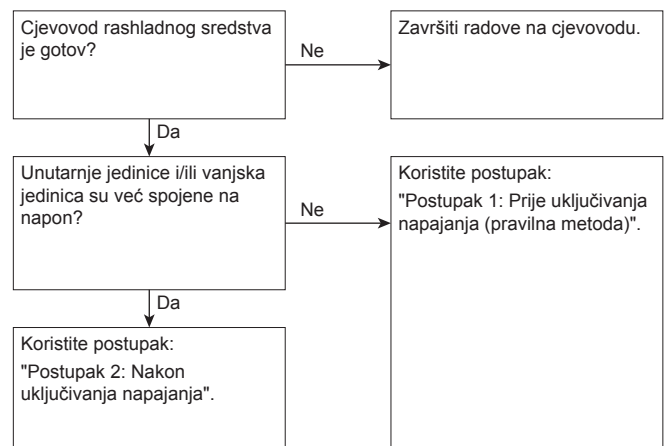 Cjevovod rashladnog sredstva
je gotov?
Ne
Završiti radove na cjevovodu.
Da
Unutarnje jedinice i/ili vanjska
jedinica su već spojene na
napon?
Ne
Koristite postupak:
"Postupak 1: Prije uključivanja
napajanja (pravilna metoda)".
Da
Koristite postupak:
"Postupak 2: Nakon
uključivanja napajanja".